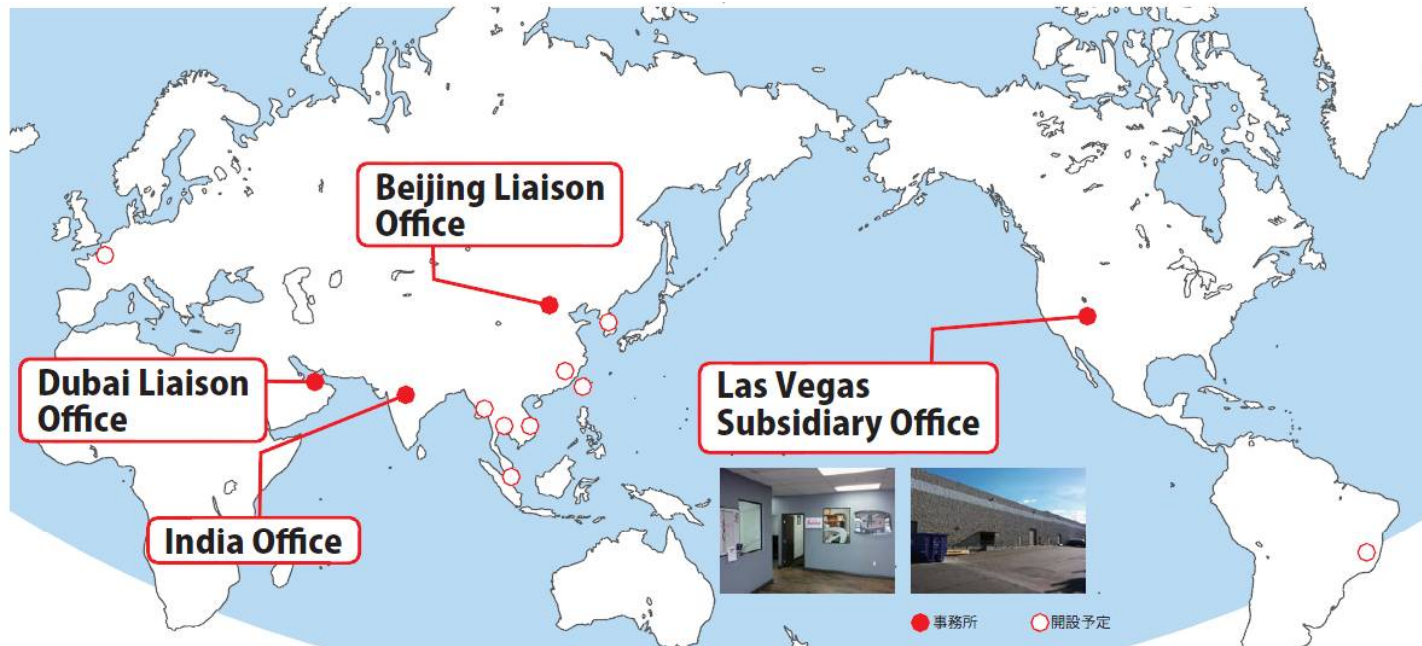 Beijing Liaison
Office
Dubai Liaison
Office
India Office
Las Vegas
Subsidiary Office
事務所
開設予定